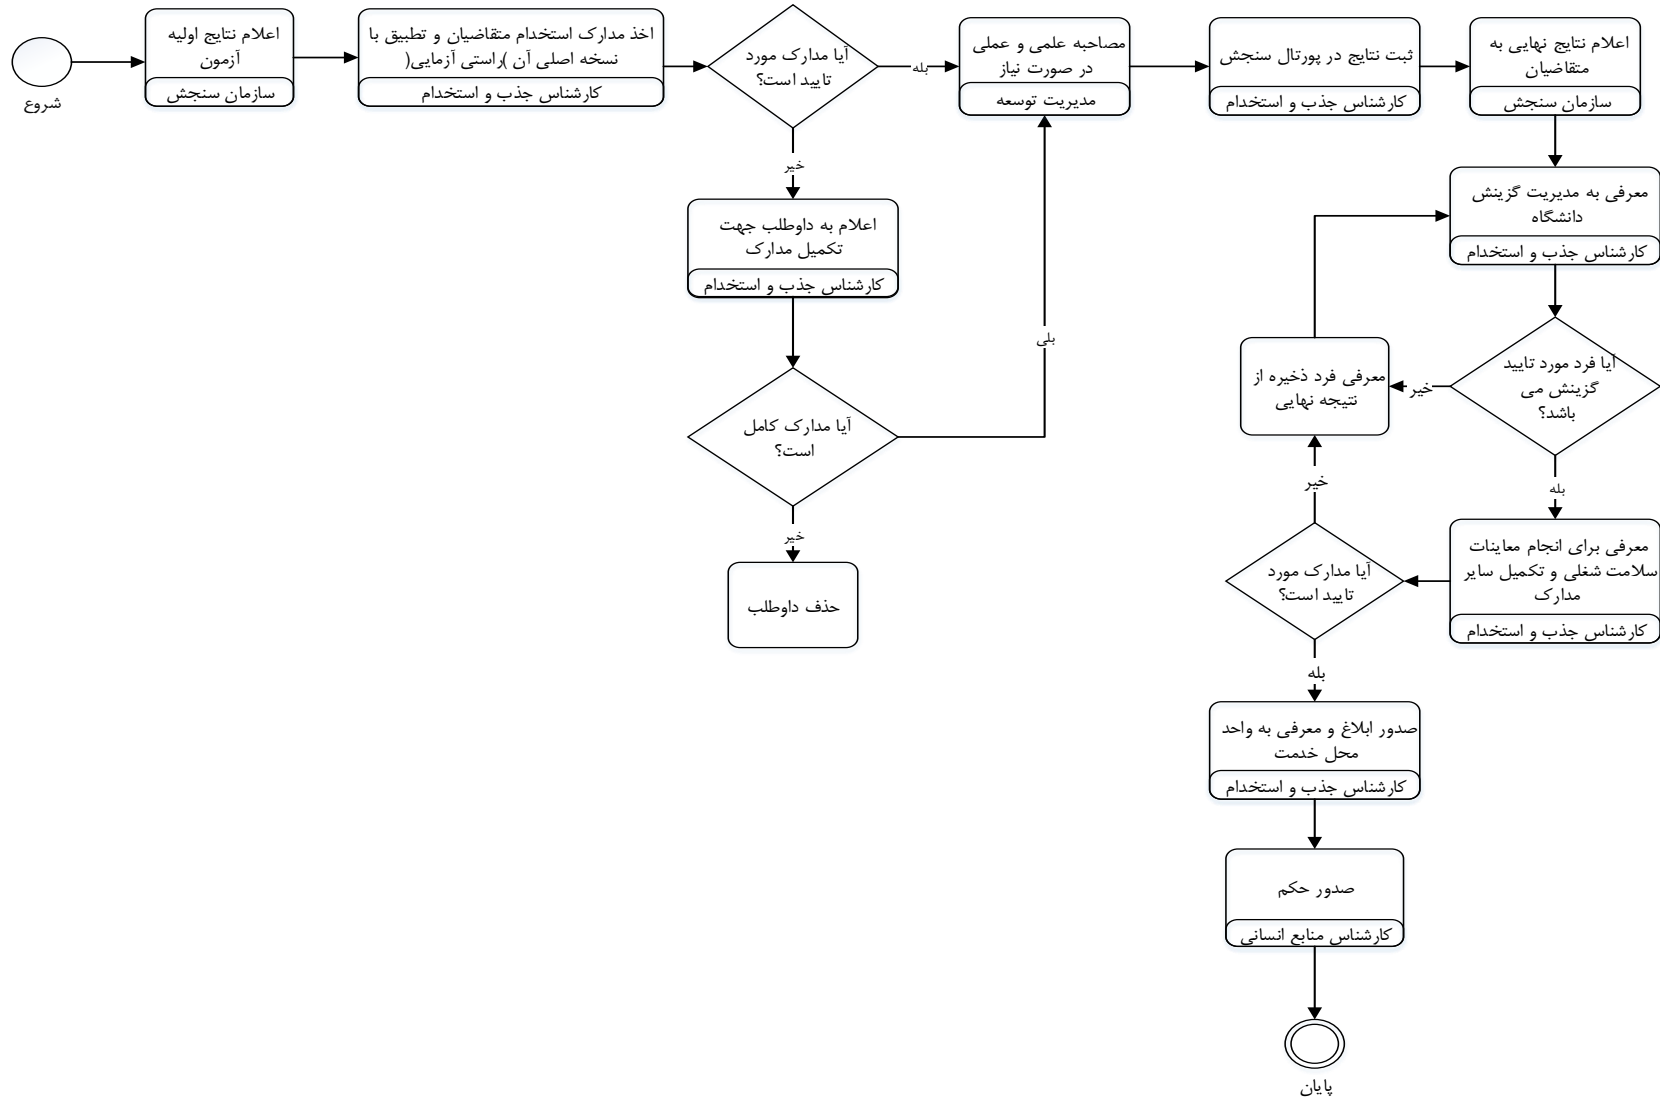 شروع
اعلام نتایج اولیه
آزمون
سازمان سنجش
اخذ مدارک استخدام متقاضیان و تطبیق با
نسخه اصلی آن )راستی آزمایی(
کارشناس جذب و استخدام
آیا مدارک مورد
تایید است؟
بله
خیر
مصاحبه علمی و عملی
در صورت نیاز
مدیریت توسعه
ثبت نتایج در پورتال سنجش
کارشناس جذب و استخدام
اعلام نتایج نهایی به
متقاضیان
سازمان سنجش
اعلام به داوطلب جهت
تکمیل مدارک
کارشناس جذب و استخدام
آیا مدارک کامل
است؟
بلی
خیر
حذف داوطلب
معرفی به مدیریت گزینش
دانشگاه
کارشناس جذب و استخدام
آیا فرد مورد تایید
گزینش می
باشد؟
خیر
معرفی فرد ذخیره از
نتیجه نهایی
بله
معرفی برای انجام معاینات
سلامت شغلی و تکمیل سایر
مدارک
کارشناس جذب و استخدام
آیا مدارک مورد
تایید است؟
خیر
بله
صدور ابلاغ و معرفی به واحد
محل خدمت
کارشناس جذب و استخدام
صدور حکم
کارشناس منابع انسانی
پایان